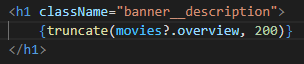 <h1 className="banner__description">
{truncate(movies?.overview, 200)}
</h1>